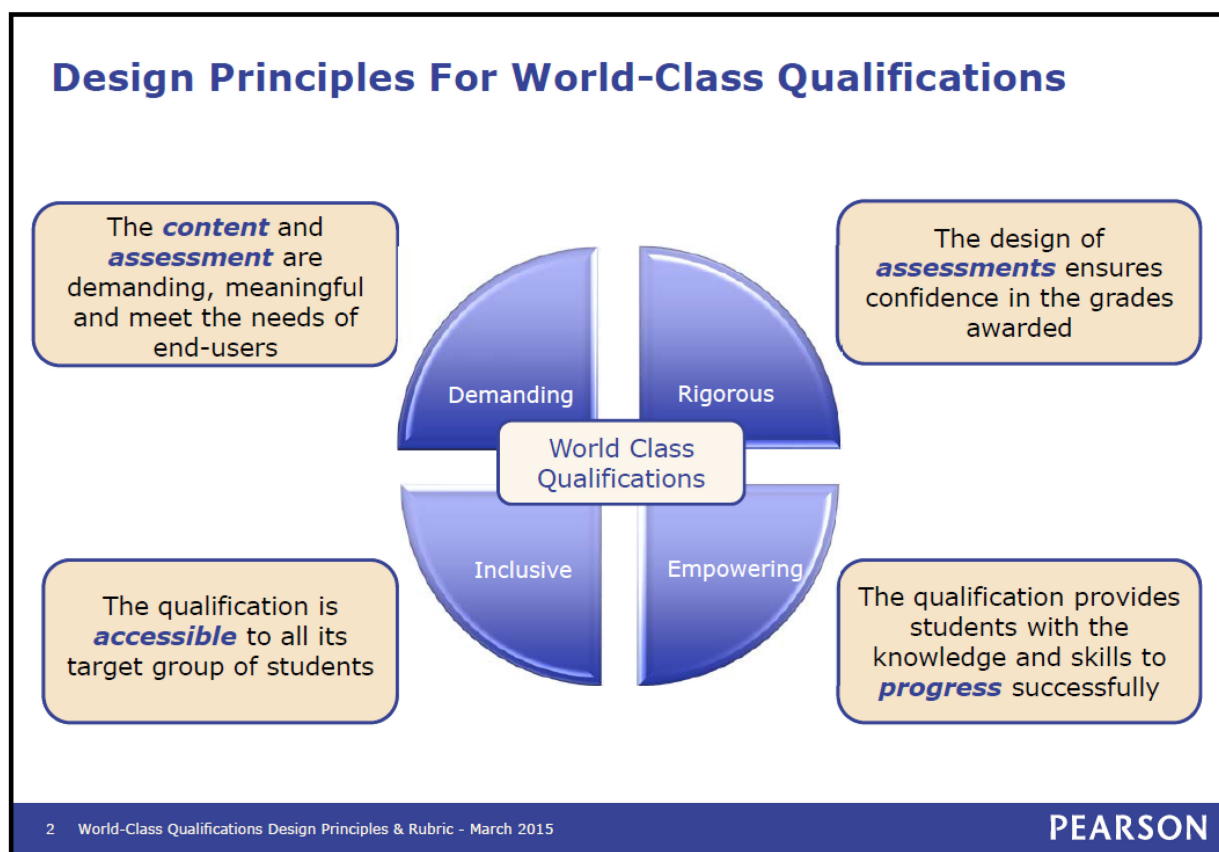 Design Principles For World-Class Qualifications
The content and
assessment are
demanding, meaningful
and meet the needs of
end-users
The design of
assessments ensures
confidence in the grades
awarded
Demanding
Rigorous
World Class
Qualifications
Inclusive
Empowering
The qualification is
accessible to all its
target group of students
The qualification provides
students with the
knowledge and skills to
progress successfully
2 World-Class Qualifications Design Principles & Rubric - March 2015
PEARSON